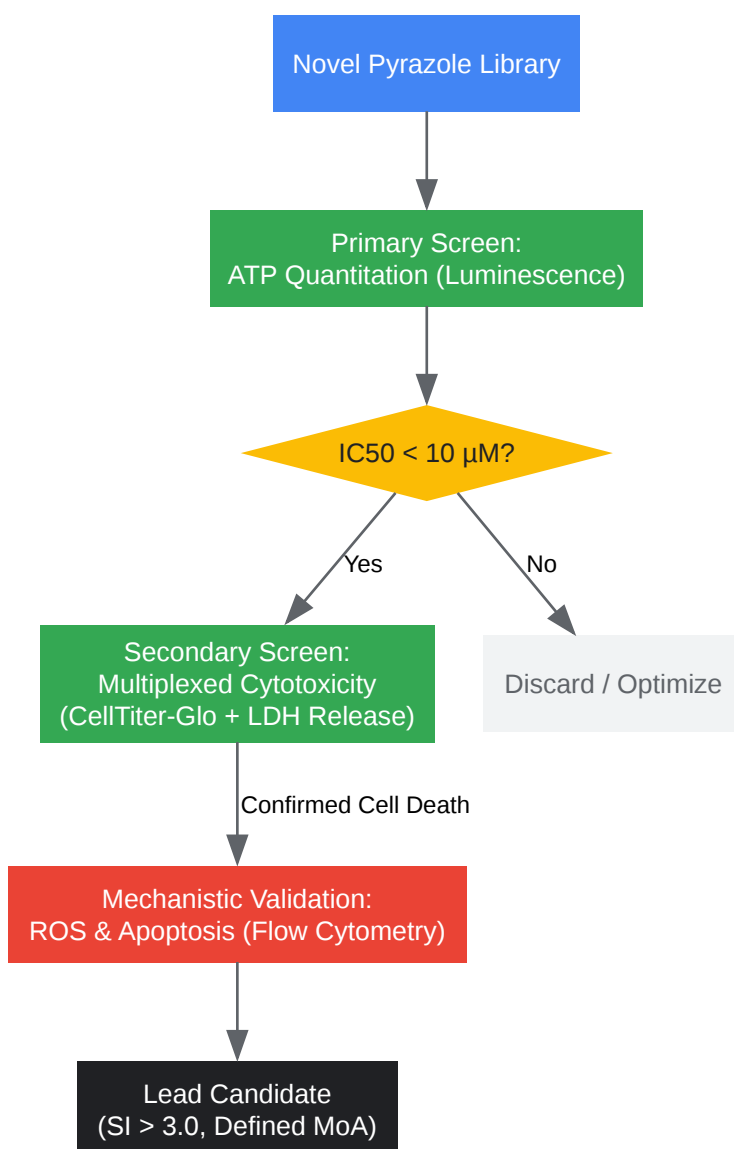 Novel Pyrazole Library
Primary Screen:
ATP Quantitation (Luminescence)
IC50 < 10 µM?
Yes
No
Secondary Screen:
Multiplexed Cytotoxicity
(CellTiter-Glo + LDH Release)
Discard / Optimize
Confirmed Cell Death
Mechanistic Validation:
ROS & Apoptosis (Flow Cytometry)
Lead Candidate
(SI > 3.0, Defined MoA)